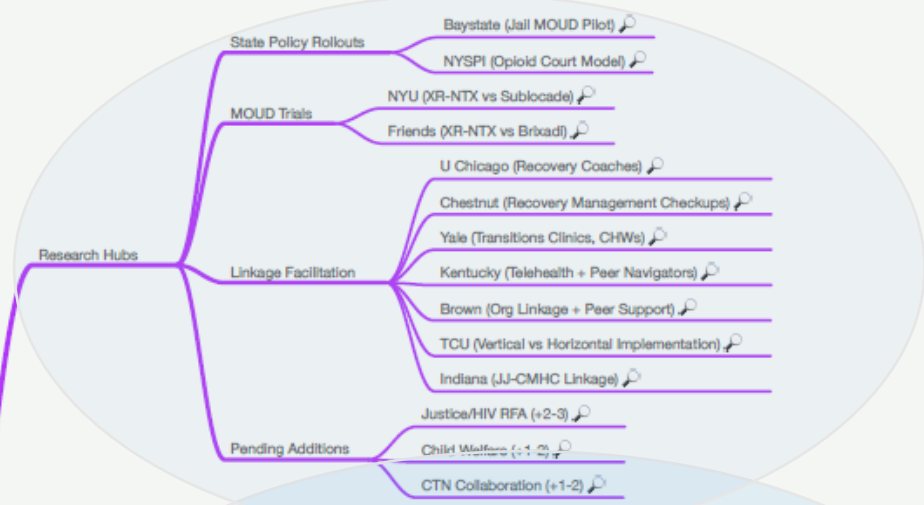 Baystate (Jail MOUD Pilot)
State Policy Rollouts
NYSPI (Opioid Court Model)
NYU (XR-NTX vs Sublocade)
MOUD Trials
Friends (XR-NTX vs Brixadi)
U Chicago (Recovery Coaches)
Chestnut (Recovery Management Checkups)
Yale (Transitions Clinics, CHWs)
Research Hubs
Linkage Facilitation
Kentucky (Telehealth + Peer Navigators)
Brown (Org Linkage + Peer Support)
TCU (Vertical vs Horizontal Implementation)
Indiana (JJ-CMHC Linkage)
Justice/HIV RFA (+2-3)
Pending Additions
Child Welfare (+1-2)
CTN Collaboration (+1-2)